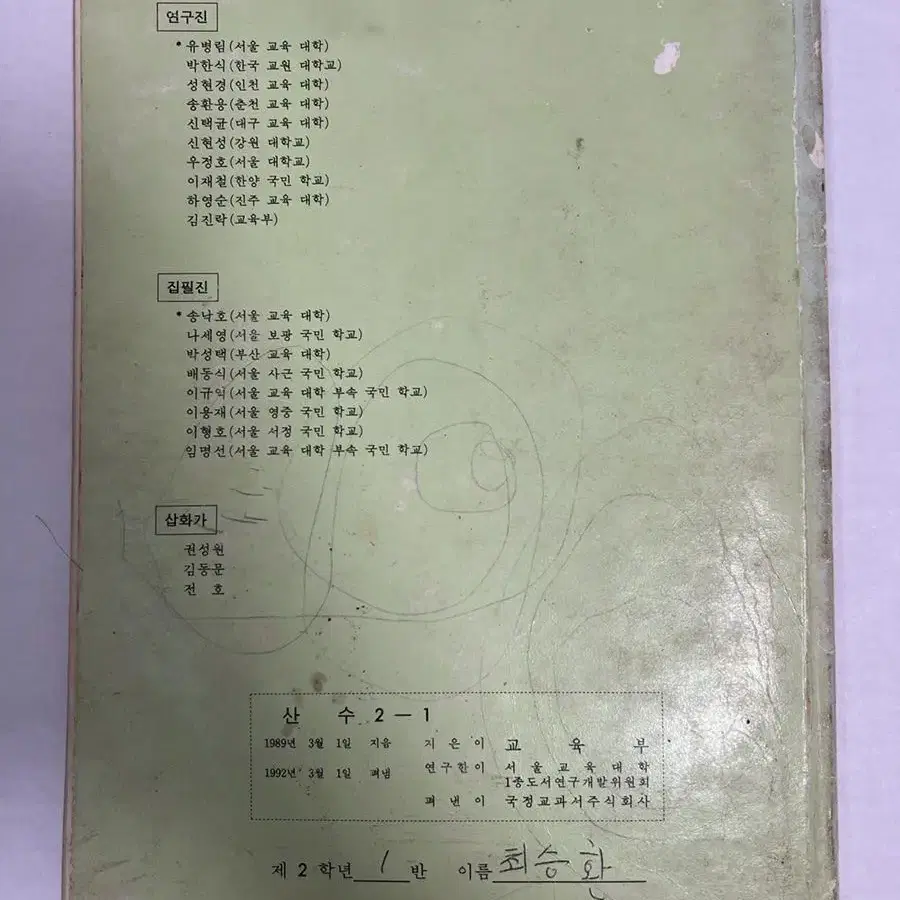 연구진
* 유병림(서울 교육 대학)
박한식(한국 교원 대학교)
성현경(인천 교육 대학)
송환용(춘천 교육 대학)
신택균(대구 교육 대학)
신현성(강원 대학교)
우정호(서울 대학교)
이재철(한양 국민 학교)
하영순(진주 교육 대학)
김진락(교육부)
집필진
* 송낙호(서울 교육 대학)
나세영(서울 보광 국민 학교)
박성택(부산 교육 대학)
배동식(서울 사근 국민 학교)
이규익(서울 교육 대학 부속 국민 학교)
이용재(서울 영중 국민 학교)
이형호(서울 서정 국민 학교)
임명선(서울 교육 대학 부속 국민 학교)
삽화가
권성원
김동문
전 호
산 수 2-1
1989년 3월 1일 지음 지은이 교 육 부
1992년 3월 1일 펴냄 연구한이 서울교육대학
1종도서연구개발위원회
펴낸이 국정교과서주식회사
제 2 학년 1 반 이름 최승환